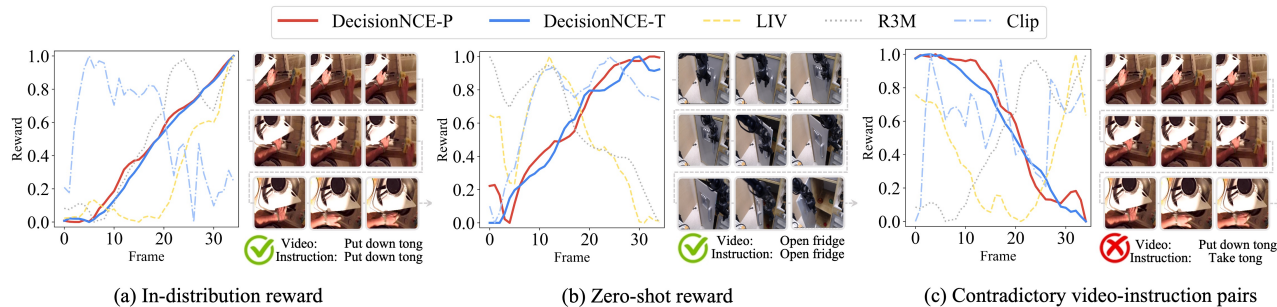 DecisionNCE-P DecisionNCE-T LIV R3M Clip
1.0
0.8
0.6
0.4
0.2
0.0
Reward
0 10 20 30
Frame
Video: Put down tong
Instruction: Put down tong
(a) In-distribution reward
1.0
0.8
0.6
0.4
0.2
0.0
Reward
0 10 20 30
Frame
Video: Open fridge
Instruction: Open fridge
(b) Zero-shot reward
1.0
0.8
0.6
0.4
0.2
0.0
Reward
0 10 20 30
Frame
Video: Put down tong
Instruction: Take tong
(c) Contradictory video-instruction pairs